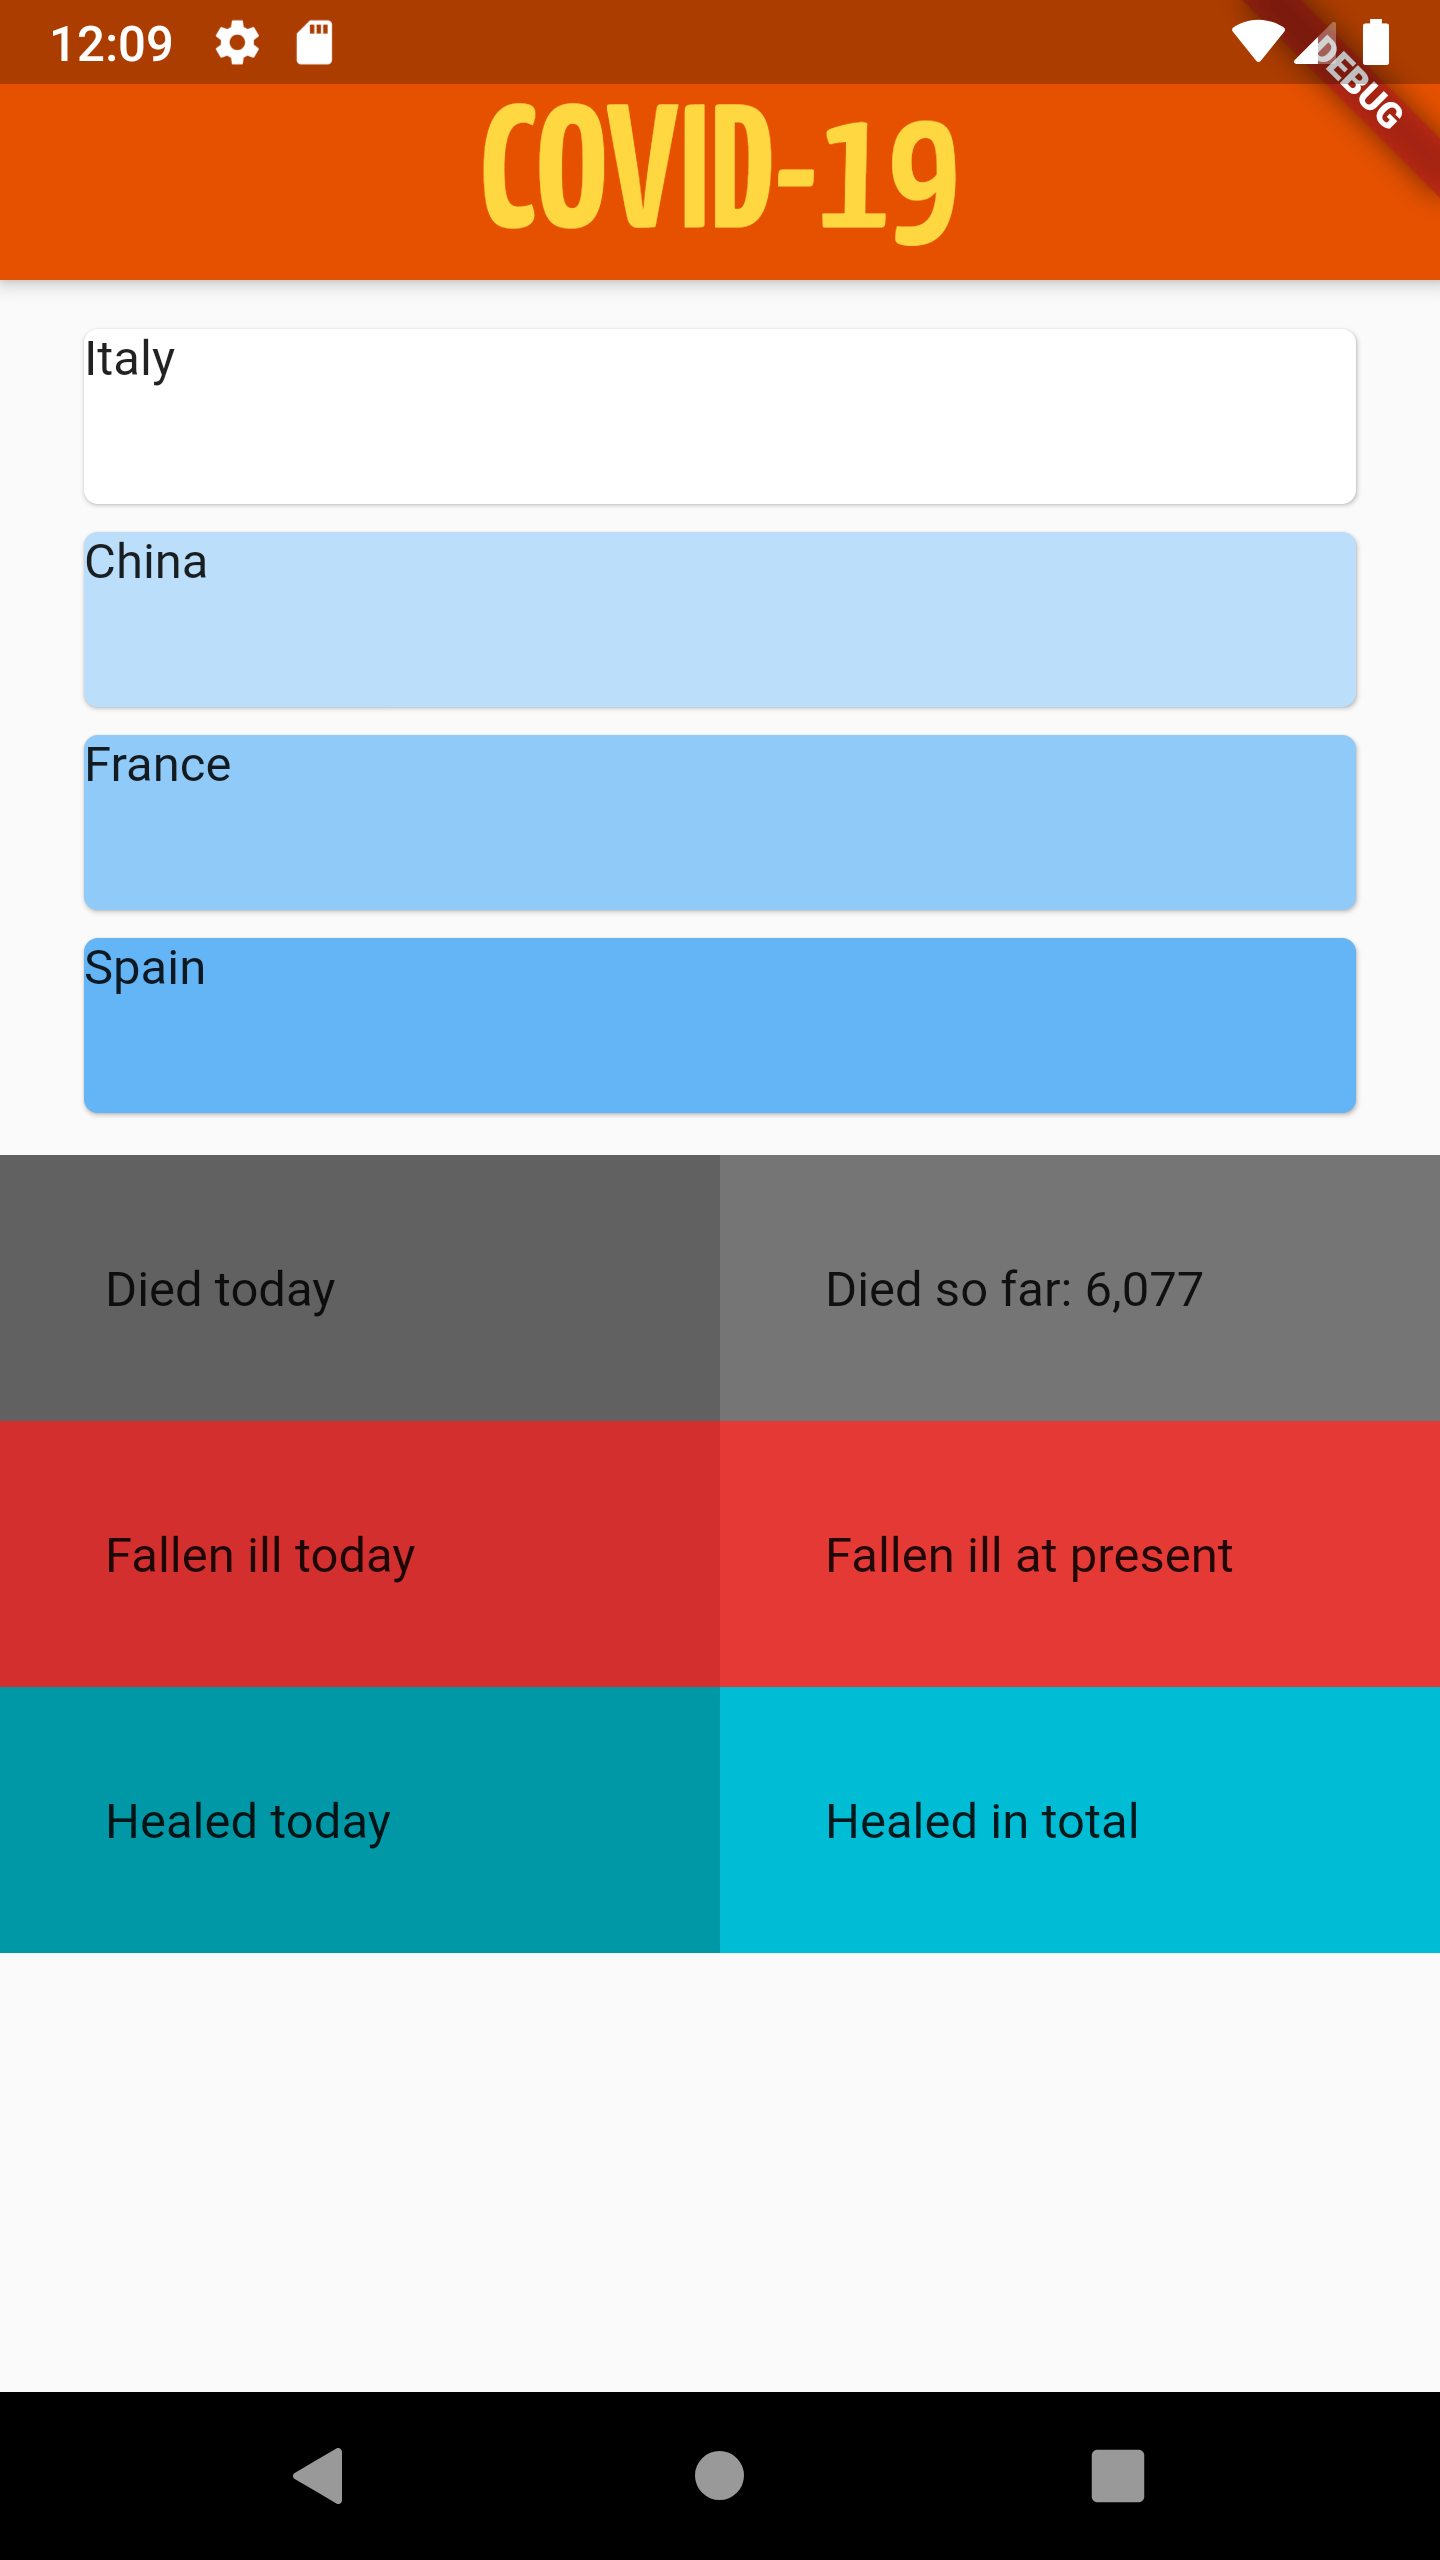 12:09
DEBUG
COVID-19
Italy
China
France
Spain
Died today
Died so far: 6,077
Fallen ill today
Fallen ill at present
Healed today
Healed in total